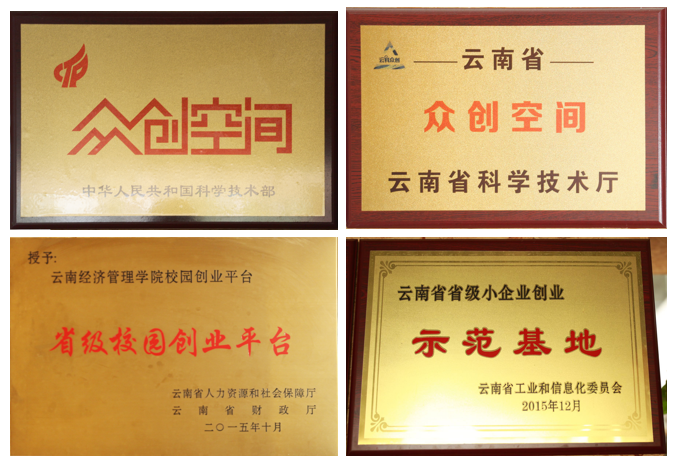 CTP
众创空间
中华人民共和国科学技术部
云科众创
云南省
众创空间
云南省科学技术厅
授予:
云南经济管理学院校园创业平台
省级校园创业平台
云南省人力资源和社会保障厅
云南省财政厅
二〇一五年十月
云南省省级小企业创业
示范基地
云南省工业和信息化委员会
2015年12月